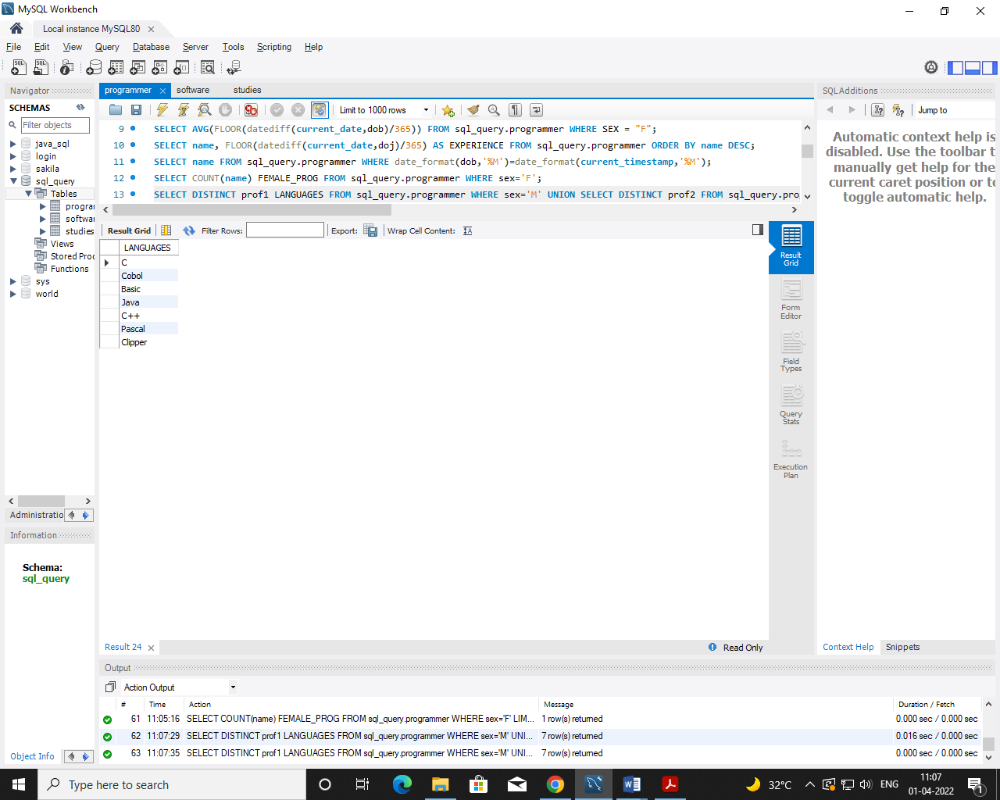 MySQL Workbench
Local instance MySQL80
File Edit View Query Database Server Tools Scripting Help
Navigator
SCHEMAS
Filter objects
java_sql
login
sakila
sql_query
Tables
prograr
softwar
studies
Views
Stored Proc
Functions
sys
world
Administratio
Information
Schema:
sql_query
Object Info
programmer software studies
Limit to 1000 rows
9 SELECT AVG(FLOOR(datediff(current_date,dob)/365)) FROM sql_query.programmer WHERE SEX = "F";
10 SELECT name, FLOOR(datediff(current_date,doj)/365) AS EXPERIENCE FROM sql_query.programmer ORDER BY name DESC;
11 SELECT name FROM sql_query.programmer WHERE date_format(dob,'%M')=date_format(current_timestamp,'%M');
12 SELECT COUNT(name) FEMALE_PROG FROM sql_query.programmer WHERE sex='F';
13 SELECT DISTINCT prof1 LANGUAGES FROM sql_query.programmer WHERE sex='M' UNION SELECT DISTINCT prof2 FROM sql_query.pro
Result Grid Filter Rows: Export: Wrap Cell Content:
LANGUAGES
C
Cobol
Basic
Java
C++
Pascal
Clipper
Result Grid
Form Editor
Field Types
Query Stats
Execution Plan
Result 24
Read Only
SQLAdditions
Jump to
Automatic context help is
disabled. Use the toolbar t
manually get help for the
current caret position or to
toggle automatic help.
Context Help Snippets
Output
Action Output
# Time Action Message Duration / Fetch
61 11:05:16 SELECT COUNT(name) FEMALE_PROG FROM sql_query.programmer WHERE sex='F' LIM... 1 row(s) returned 0.000 sec / 0.000 sec
62 11:07:29 SELECT DISTINCT prof1 LANGUAGES FROM sql_query.programmer WHERE sex='M' UNI... 7 row(s) returned 0.016 sec / 0.000 sec
63 11:07:35 SELECT DISTINCT prof1 LANGUAGES FROM sql_query.programmer WHERE sex='M' UNI... 7 row(s) returned 0.000 sec / 0.000 sec
Type here to search
32°C
ENG
11:07
01-04-2022
1